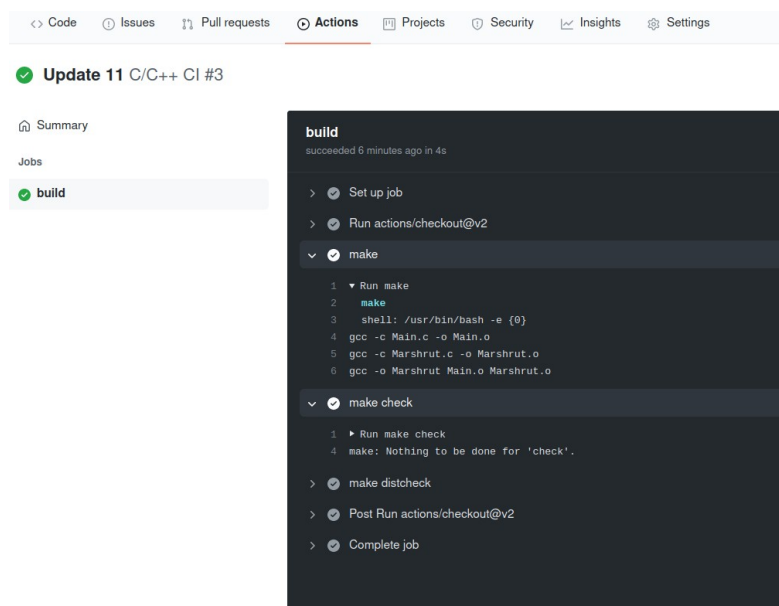 Code Issues Pull requests Actions Projects Security Insights Settings
Update 11 C/C++ CI #3
Summary
Jobs
build
build
succeeded 6 minutes ago in 4s
Set up job
Run actions/checkout@v2
make
1 Run make
2 make
3 shell: /usr/bin/bash -e {0}
4 gcc -c Main.c -o Main.o
5 gcc -c Marshrut.c -o Marshrut.o
6 gcc -o Marshrut Main.o Marshrut.o
make check
1 Run make check
4 make: Nothing to be done for 'check'.
make distcheck
Post Run actions/checkout@v2
Complete job